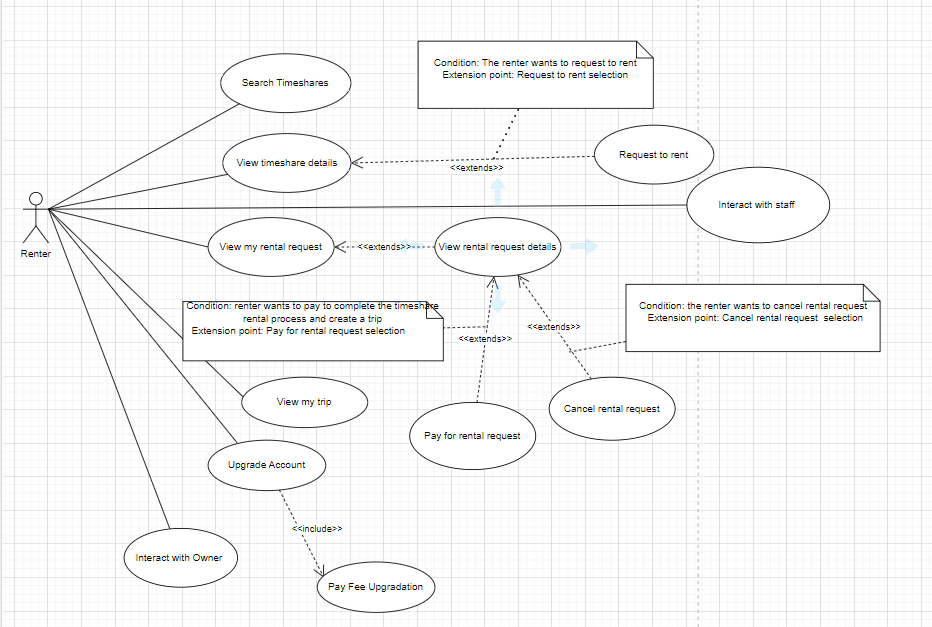 Condition: The renter wants to request to rent
Extension point: Request to rent selection
Search Timeshares
View timeshare details
<<extends>>
Request to rent
Interact with staff
Renter
View my rental request
<<extends>>
View rental request details
Condition: renter wants to pay to complete the timeshare
rental process and create a trip
Extension point: Pay for rental request selection
<<extends>>
<<extends>>
Condition: the renter wants to cancel rental request
Extension point: Cancel rental request selection
View my trip
Pay for rental request
Cancel rental request
Upgrade Account
<<include>>
Interact with Owner
Pay Fee Upgradation